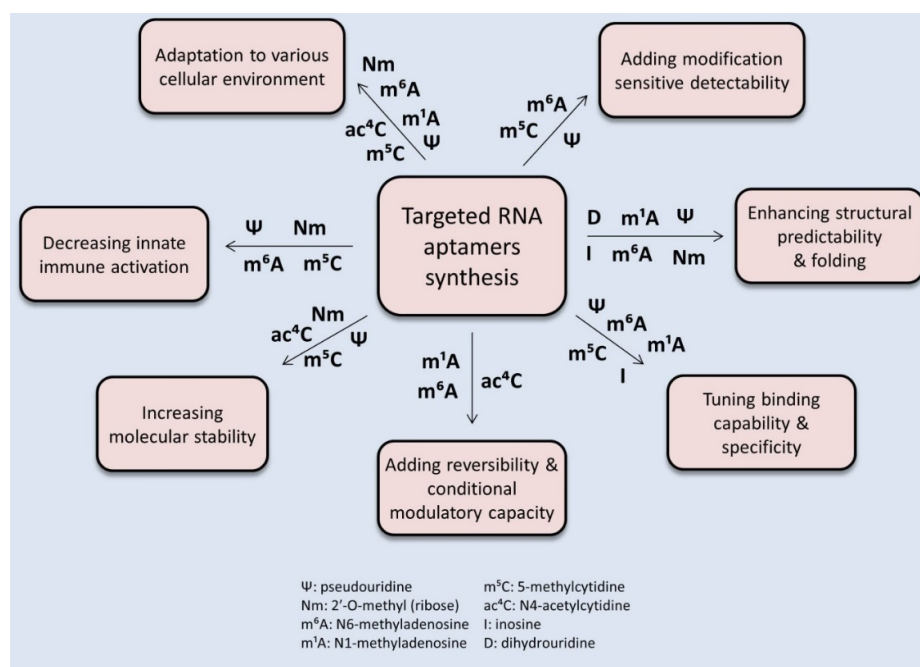 Adaptation to various
cellular environment
Nm
m⁶A
m¹A
ac⁴C
Ψ
m⁵C
Adding modification
sensitive detectability
m⁶A
m⁵C
Ψ
Targeted RNA
aptamers
synthesis
Decreasing innate
immune activation
Ψ Nm
m⁶A m⁵C
D m¹A Ψ
I m⁶A Nm
Enhancing structural
predictability
& folding
Nm
ac⁴C Ψ
m⁵C
Increasing
molecular stability
m¹A
m⁶A ac⁴C
Adding reversibility &
conditional
modulatory capacity
Ψ
m⁶A
m⁵C m¹A
I
Tuning binding
capability &
specificity
Ψ: pseudouridine m⁵C: 5-methylcytidine
Nm: 2′-O-methyl (ribose) ac⁴C: N4-acetylcytidine
m⁶A: N6-methyladenosine I: inosine
m¹A: N1-methyladenosine D: dihydrouridine